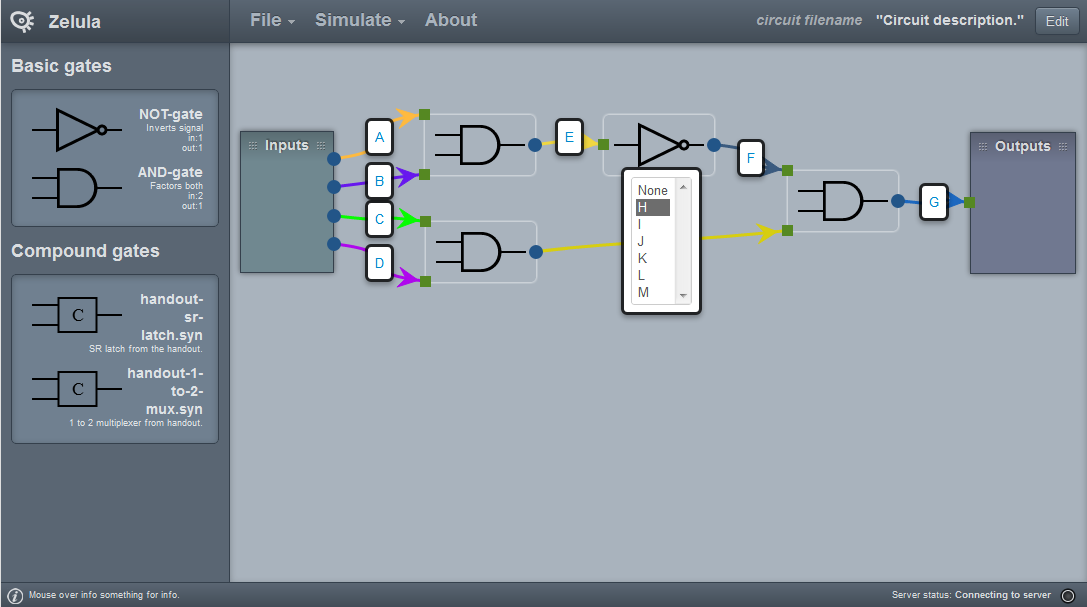 Zelula
File
Simulate
About
circuit filename
"Circuit description."
Edit
Basic gates
NOT-gate
Inverts signal
in:1
out:1
AND-gate
Factors both
in:2
out:1
Compound gates
C
handout-
sr-
latch.syn
SR latch from the handout.
C
handout-1-
to-2-
mux.syn
1 to 2 multiplexer from handout.
Inputs
A
B
C
D
E
F
G
None
H
I
J
K
L
M
Outputs
Mouse over info something for info.
Server status: Connecting to server